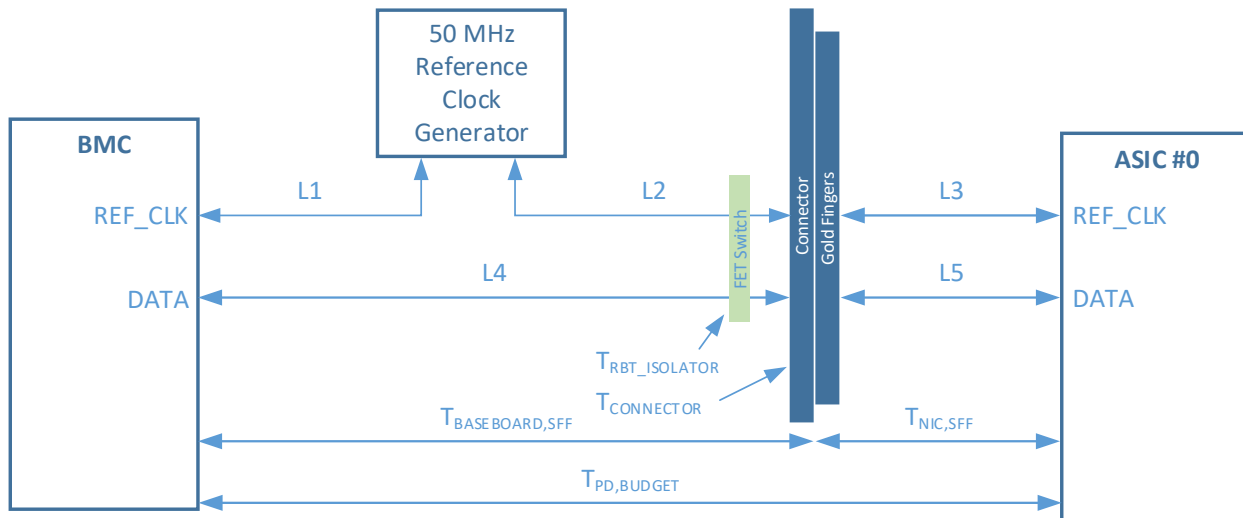 50 MHz
Reference
Clock
Generator
BMC
ASIC #0
L1
L2
L3
REF_CLK
REF_CLK
Connector
Gold Fingers
FET Switch
L4
L5
DATA
DATA
TRBT_ISOLATOR
TCONNECTOR
TBASEBOARD,SFF
TNIC,SFF
TPD,BUDGET